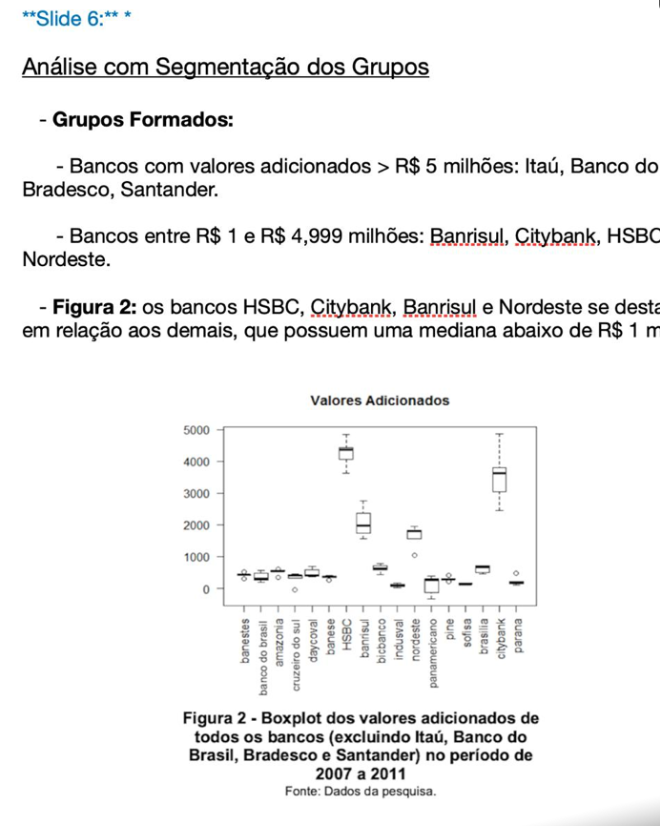 **Slide 6:** *
Análise com Segmentação dos Grupos
- Grupos Formados:
- Bancos com valores adicionados > R$ 5 milhões: Itaú, Banco do
Bradesco, Santander.
- Bancos entre R$ 1 e R$ 4,999 milhões: Banrisul, Citybank, HSBC
Nordeste.
- Figura 2: os bancos HSBC, Citybank, Banrisul e Nordeste se desta
em relação aos demais, que possuem uma mediana abaixo de R$ 1 m
Valores Adicionados
5000
4000
3000
2000
1000
0
banestes
banco do brasil
amazonia
cruzeiro do sul
daycoval
banese
HSBC
banrisul
bicbanco
indusval
nordeste
panamericano
pine
sofisa
brasilia
citybank
parana
Figura 2 - Boxplot dos valores adicionados de
todos os bancos (excluindo Itaú, Banco do
Brasil, Bradesco e Santander) no período de
2007 a 2011
Fonte: Dados da pesquisa.